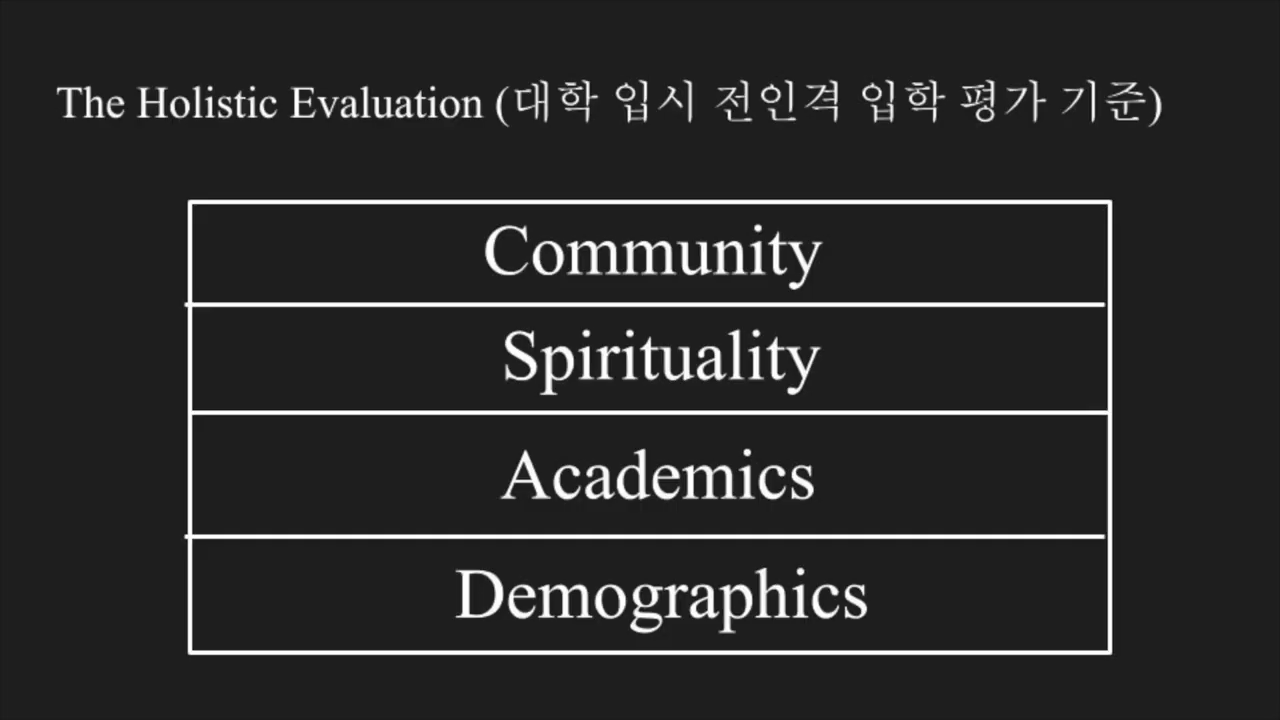 The Holistic Evaluation (대학 입시 전인격 입학 평가 기준)
Community
Spirituality
Academics
Demographics